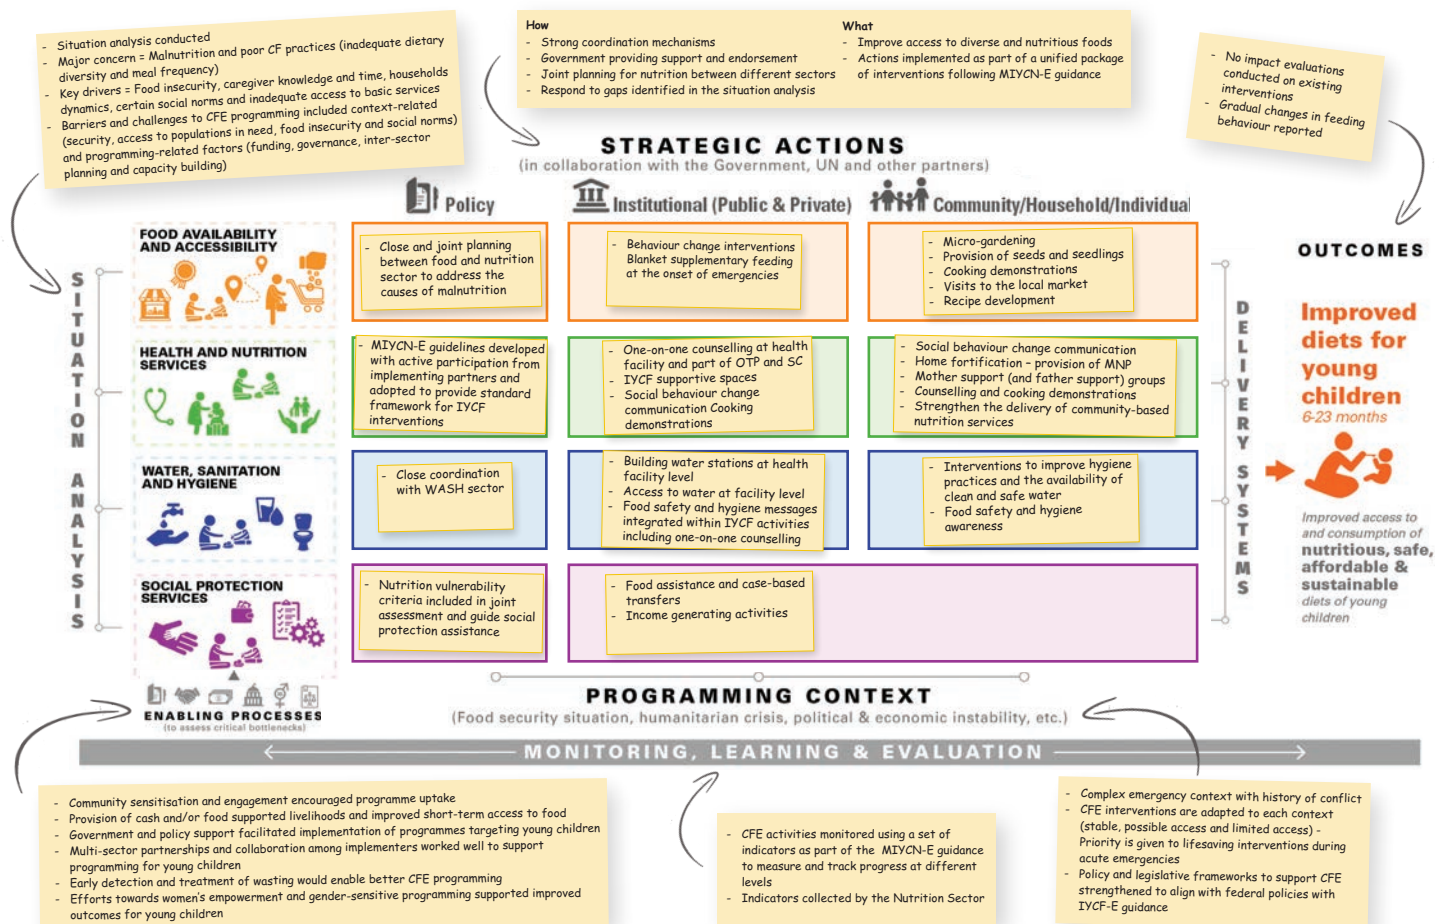 - Situation analysis conducted
- Major concern = Malnutrition and poor CF practices (inadequate dietary
diversity and meal frequency)
- Key drivers = Food insecurity, caregiver knowledge and time, households
dynamics, certain social norms and inadequate access to basic services
- Barriers and challenges to CFE programming included context-related
(security, access to populations in need, food insecurity and social norms)
and programming-related factors (funding, governance, inter-sector
planning and capacity building)
How
- Strong coordination mechanisms
- Government providing support and endorsement
- Joint planning for nutrition between different sectors
- Respond to gaps identified in the situation analysis
What
- Improve access to diverse and nutritious foods
- Actions implemented as part of a unified package
of interventions following MIYCN-E guidance
- No impact evaluations
conducted on existing
interventions
- Gradual changes in feeding
behaviour reported
STRATEGIC ACTIONS
(in collaboration with the Government, UN and other partners)
Policy
Institutional (Public & Private)
Community/Household/Individual
SITUATION ANALYSIS
FOOD AVAILABILITY
AND ACCESSIBILITY
- Close and joint planning
between food and nutrition
sector to address the
causes of malnutrition
- Behaviour change interventions
Blanket supplementary feeding
at the onset of emergencies
- Micro-gardening
- Provision of seeds and seedlings
- Cooking demonstrations
- Visits to the local market
- Recipe development
HEALTH AND NUTRITION
SERVICES
- MIYCN-E guidelines developed
with active participation from
implementing partners and
adopted to provide standard
framework for IYCF
interventions
- One-on-one counselling at health
facility and part of OTP and SC
- IYCF supportive spaces
- Social behaviour change
communication Cooking
demonstrations
- Social behaviour change communication
- Home fortification – provision of MNP
- Mother support (and father support) groups
- Counselling and cooking demonstrations
- Strengthen the delivery of community-based
nutrition services
WATER, SANITATION
AND HYGIENE
- Close coordination
with WASH sector
- Building water stations at health
facility level
- Access to water at facility level
- Food safety and hygiene messages
integrated within IYCF activities
including one-on-one counselling
- Interventions to improve hygiene
practices and the availability of
clean and safe water
- Food safety and hygiene
awareness
SOCIAL PROTECTION
SERVICES
- Nutrition vulnerability
criteria included in joint
assessment and guide social
protection assistance
- Food assistance and case-based
transfers
- Income generating activities
DELIVERY SYSTEMS
OUTCOMES
Improved
diets for
young
children
6-23 months
Improved access to
and consumption of
nutritious, safe,
affordable &
sustainable
diets of young
children
ENABLING PROCESSES
(to assess critical bottlenecks)
PROGRAMMING CONTEXT
(Food security situation, humanitarian crisis, political & economic instability, etc.)
MONITORING, LEARNING & EVALUATION
- Community sensitisation and engagement encouraged programme uptake
- Provision of cash and/or food supported livelihoods and improved short-term access to food
- Government and policy support facilitated implementation of programmes targeting young children
- Multi-sector partnerships and collaboration among implementers worked well to support
programming for young children
- Early detection and treatment of wasting would enable better CFE programming
- Efforts towards women's empowerment and gender-sensitive programming supported improved
outcomes for young children
- CFE activities monitored using a set of
indicators as part of the MIYCN-E guidance
to measure and track progress at different
levels
- Indicators collected by the Nutrition Sector
- Complex emergency context with history of conflict
- CFE interventions are adapted to each context
(stable, possible access and limited access) -
Priority is given to lifesaving interventions during
acute emergencies
- Policy and legislative frameworks to support CFE
strengthened to align with federal policies with
IYCF-E guidance